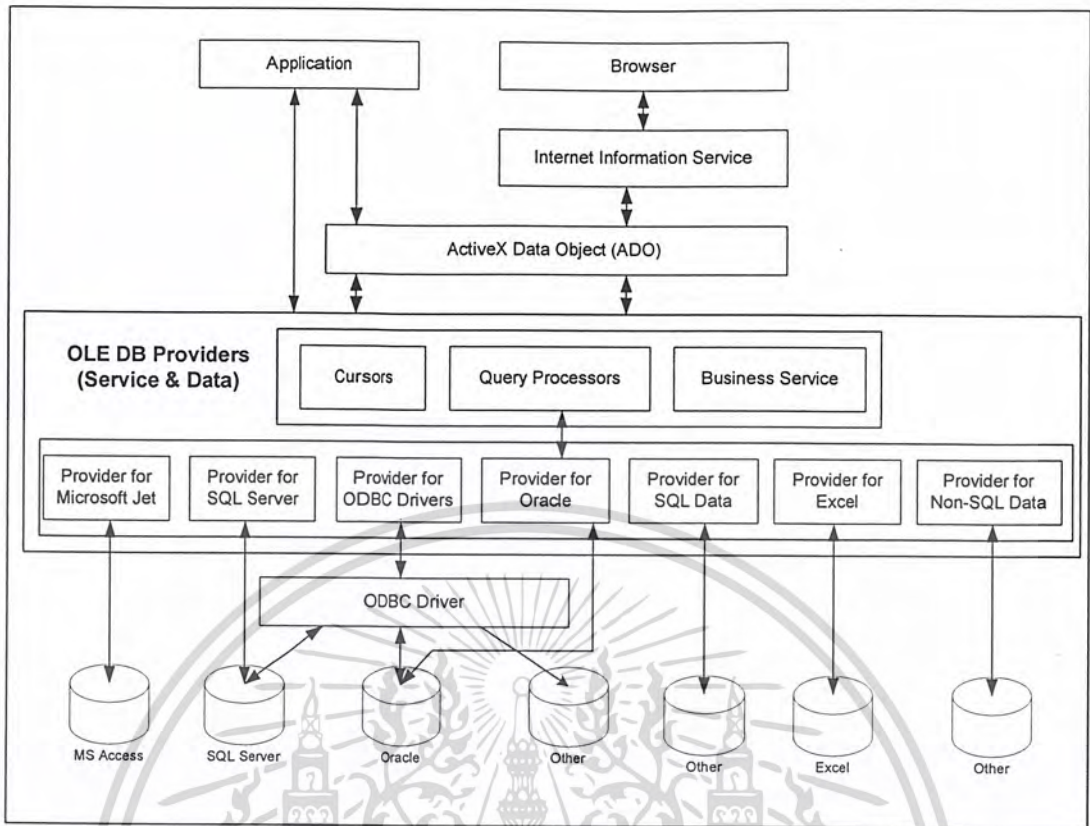 Application
Browser
Internet Information Service
ActiveX Data Object (ADO)
OLE DB Providers
(Service & Data)
Cursors
Query Processors
Business Service
Provider for
Microsoft Jet
Provider for
SQL Server
Provider for
ODBC Drivers
Provider for
Oracle
Provider for
SQL Data
Provider for
Excel
Provider for
Non-SQL Data
ODBC Driver
MS Access
SQL Server
Oracle
Other
Other
Excel
Other